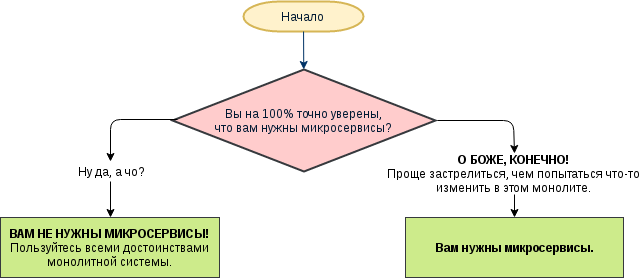 Начало
Вы на 100% точно уверены,
что вам нужны микросервисы?
Ну да, а чо?
О БОЖЕ, КОНЕЧНО!
Проще застрелиться, чем попытаться что-то
изменить в этом монолите.
ВАМ НЕ НУЖНЫ МИКРОСЕРВИСЫ!
Пользуйтесь всеми достоинствами
монолитной системы.
Вам нужны микросервисы.